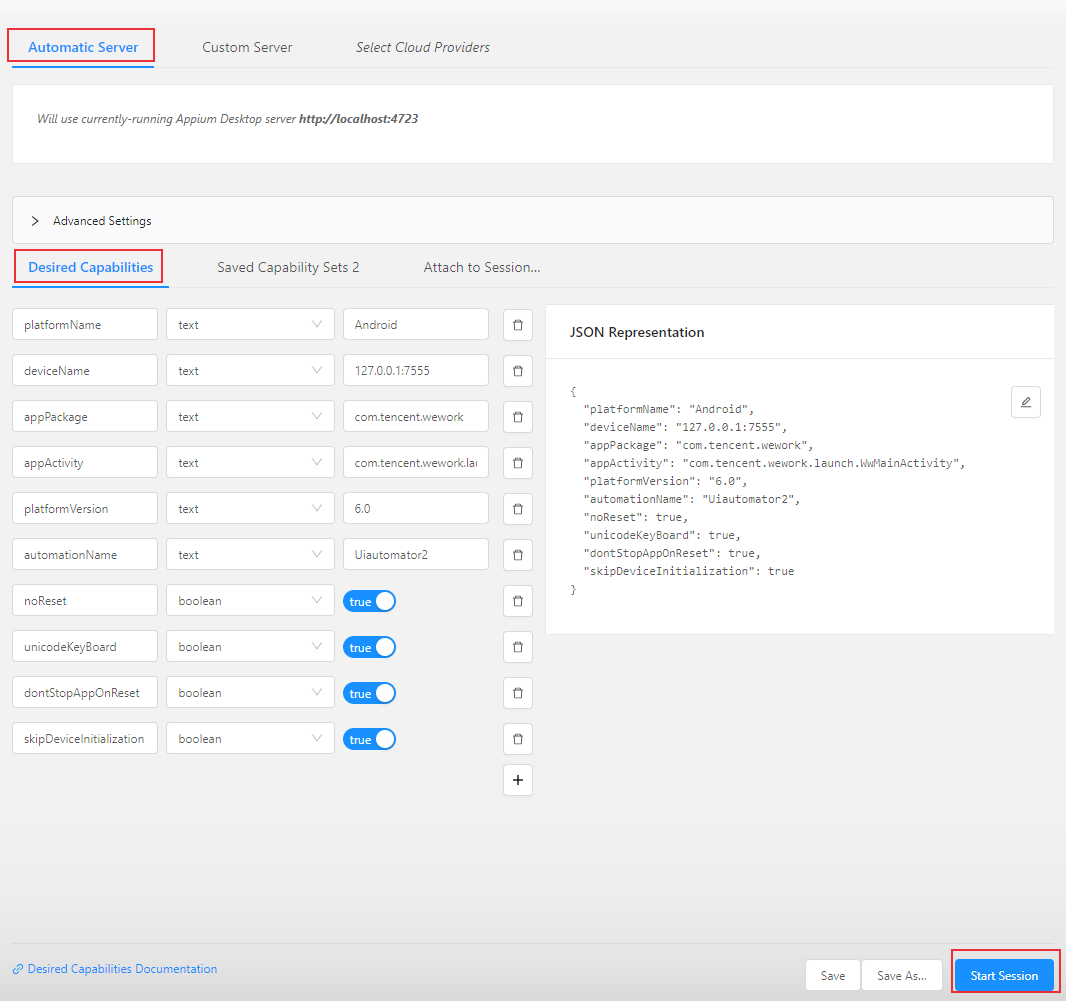 Automatic Server Custom Server Select Cloud Providers
Will use currently-running Appium Desktop server http://localhost:4723
Advanced Settings
Desired Capabilities Saved Capability Sets 2 Attach to Session...
platformName text Android
deviceName text 127.0.0.1:7555
appPackage text com.tencent.wework
appActivity text com.tencent.wework.lau
platformVersion text 6.0
automationName text Uiautomator2
noReset boolean true
unicodeKeyBoard boolean true
dontStopAppOnReset boolean true
skipDeviceInitialization boolean true
+
JSON Representation
{
"platformName": "Android",
"deviceName": "127.0.0.1:7555",
"appPackage": "com.tencent.wework",
"appActivity": "com.tencent.wework.launch.WwMainActivity",
"platformVersion": "6.0",
"automationName": "Uiautomator2",
"noReset": true,
"unicodeKeyBoard": true,
"dontStopAppOnReset": true,
"skipDeviceInitialization": true
}
Desired Capabilities Documentation
Save Save As... Start Session